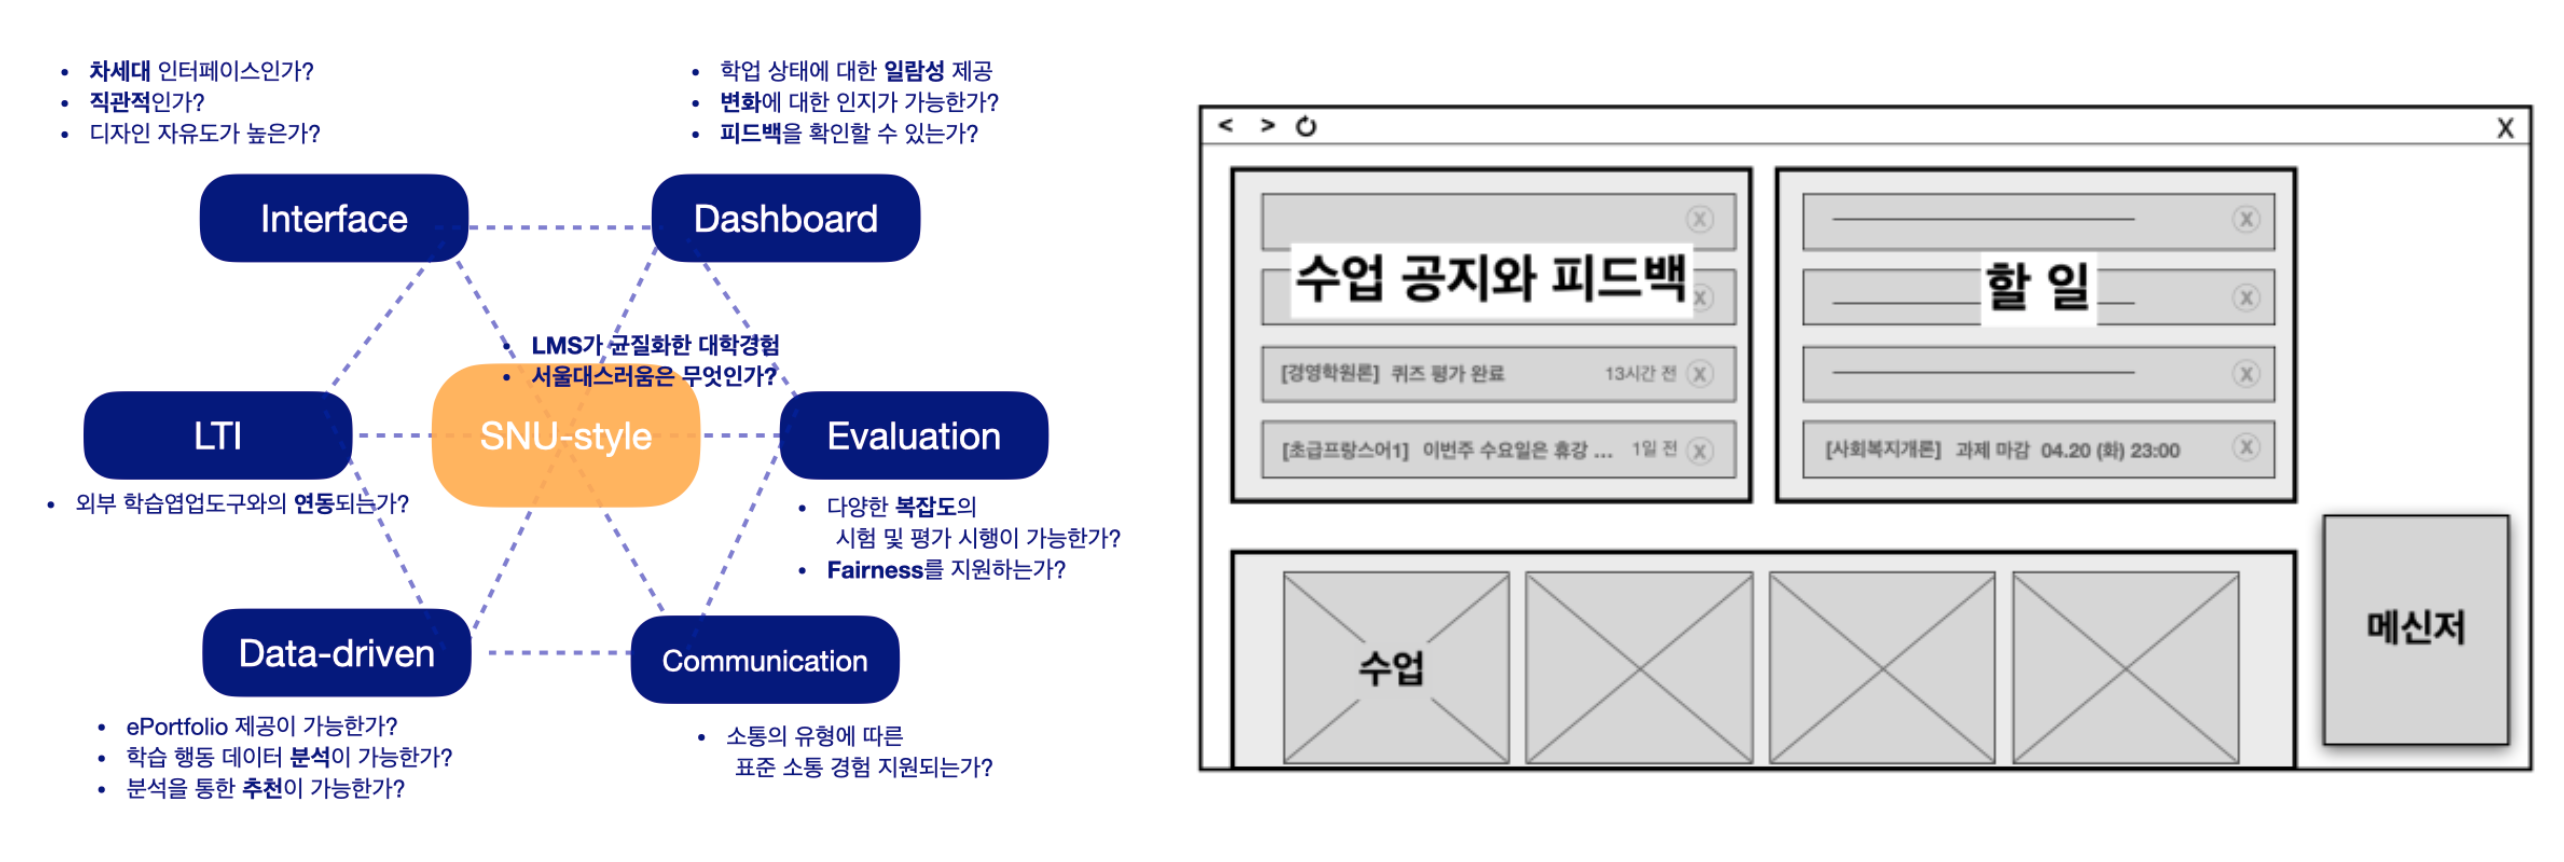 • 차세대 인터페이스인가?
• 직관적인가?
• 디자인 자유도가 높은가?
• 학업 상태에 대한 일람성 제공
• 변화에 대한 인지가 가능한가?
• 피드백을 확인할 수 있는가?
Interface
Dashboard
• LMS가 균질화한 대학경험
• 서울대스러움은 무엇인가?
LTI
SNU-style
Evaluation
• 외부 학습엽업도구와의 연동되는가?
• 다양한 복잡도의
시험 및 평가 시행이 가능한가?
• Fairness를 지원하는가?
Data-driven
Communication
• ePortfolio 제공이 가능한가?
• 학습 행동 데이터 분석이 가능한가?
• 분석을 통한 추천이 가능한가?
• 소통의 유형에 따른
표준 소통 경험 지원되는가?
< > X
X
수업 공지와 피드백 X
[경영학원론] 퀴즈 평가 완료 13시간 전 X
[초급프랑스어1] 이번주 수요일은 휴강 ... 1일 전 X
X
할 일 X
X
[사회복지개론] 과제 마감 04.20 (화) 23:00 X
수업
메신저